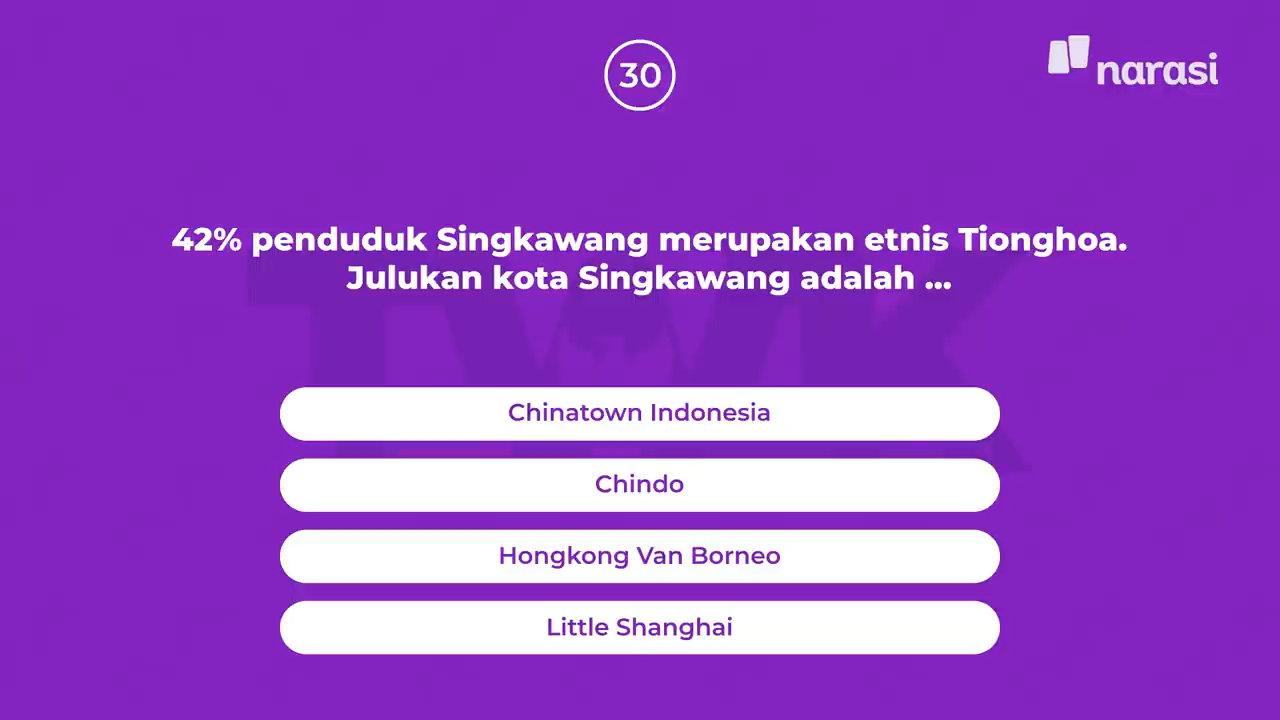 30
narasi
42% penduduk Singkawang merupakan etnis Tionghoa.
Julukan kota Singkawang adalah ...
TWK
Chinatown Indonesia
Chindo
Hongkong Van Borneo
Little Shanghai